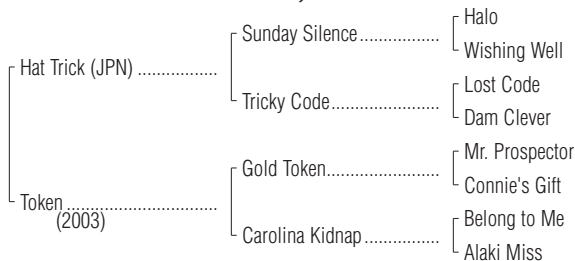 Halo
Sunday Silence.................
Wishing Well
Hat Trick (JPN) .................
Lost Code
Tricky Code.......................
Dam Clever
Mr. Prospector
Gold Token.......................
Connie's Gift
Token................................
(2003)
Belong to Me
Carolina Kidnap................
Alaki Miss